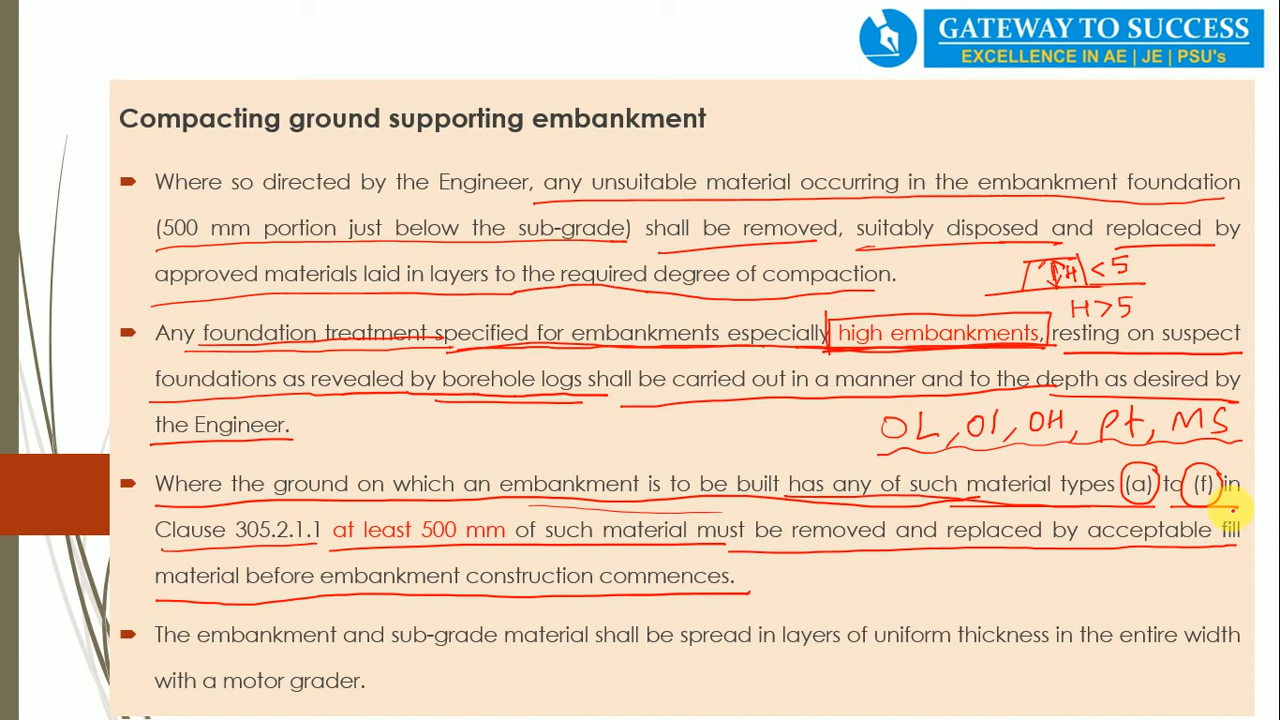 GATEWAY TO SUCCESS
EXCELLENCE IN AE | JE | PSU's
Compacting ground supporting embankment
Where so directed by the Engineer, any unsuitable material occurring in the embankment foundation
(500 mm portion just below the sub-grade) shall be removed, suitably disposed and replaced by
approved materials laid in layers to the required degree of compaction.
H < 5
H > 5
Any foundation treatment specified for embankments especially high embankments, resting on suspect
foundations as revealed by borehole logs shall be carried out in a manner and to the depth as desired by
the Engineer.
OL, OI, OH, Pt, MS
Where the ground on which an embankment is to be built has any of such material types (a) to (f) in
Clause 305.2.1.1 at least 500 mm of such material must be removed and replaced by acceptable fill
material before embankment construction commences.
The embankment and sub-grade material shall be spread in layers of uniform thickness in the entire width
with a motor grader.